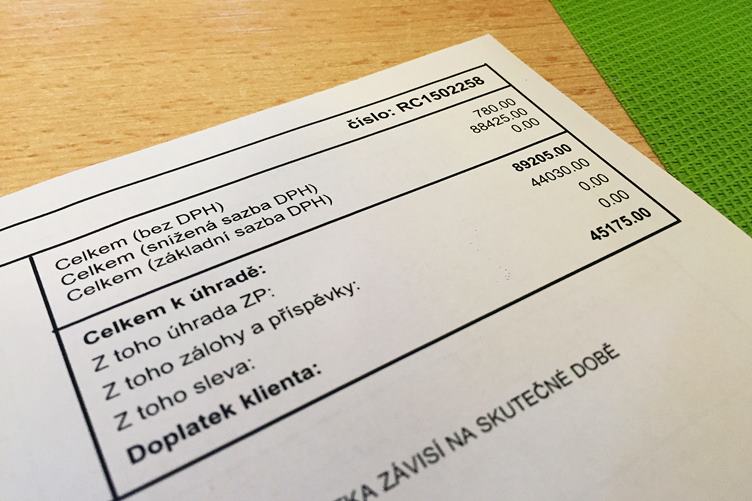 číslo: RC1502258
Celkem (bez DPH) 780.00
Celkem (snížená sazba DPH) 88425.00
Celkem (základní sazba DPH) 0.00
Celkem k úhradě: 89205.00
Z toho úhrada ZP: 44030.00
Z toho zálohy a příspěvky: 0.00
Z toho sleva: 0.00
Doplatek klienta: 45175.00
ZÁVISÍ NA SKUTEČNÉ DOBĚ